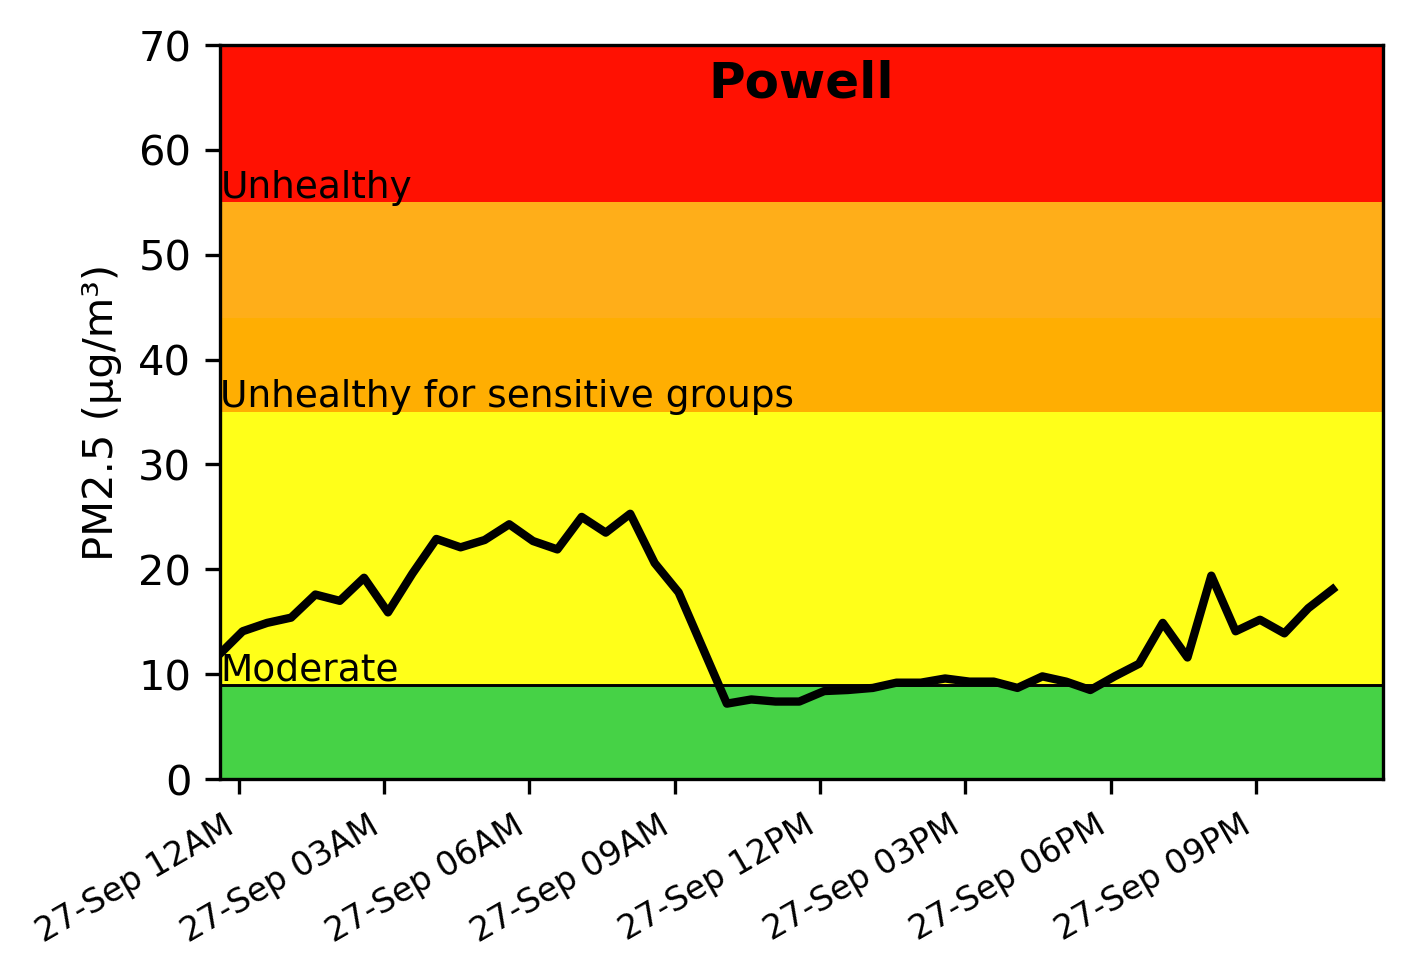 Powell
PM2.5 (µg/m³)
70
60
50
40
30
20
10
0
Unhealthy
Unhealthy for sensitive groups
Moderate
27-Sep 12AM
27-Sep 03AM
27-Sep 06AM
27-Sep 09AM
27-Sep 12PM
27-Sep 03PM
27-Sep 06PM
27-Sep 09PM